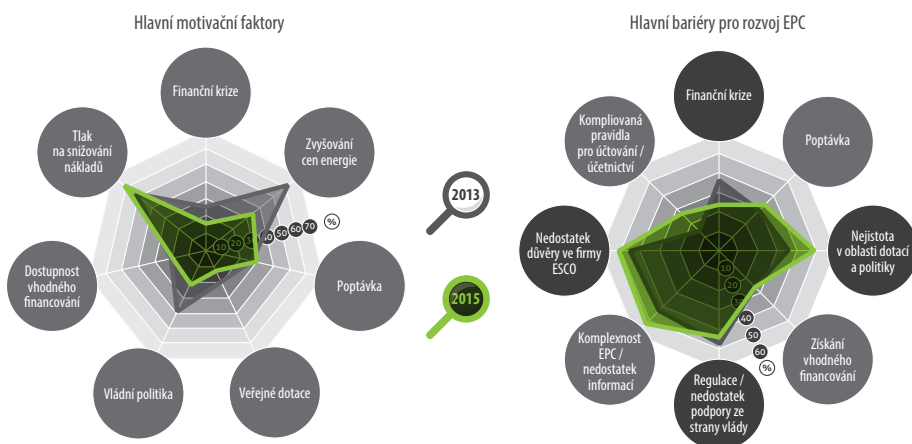 Hlavní motivační faktory
Finanční krize
Zvyšování
cen energie
Poptávka
Veřejné dotace
Vládní politika
Dostupnost
vhodného
financování
Tlak
na snižování
nákladů
10
20
30
40
50
60
70
%
2013
2015
Hlavní bariéry pro rozvoj EPC
Finanční krize
Poptávka
Nejistota
v oblasti dotací
a politiky
Získání
vhodného
financování
Regulace /
nedostatek
podpory ze
strany vlády
Komplexnost
EPC /
nedostatek
informací
Nedostatek
důvěry ve firmy
ESCO
Kompliovaná
pravidla
pro účtování /
účetnictví
10
20
30
40
50
60
%